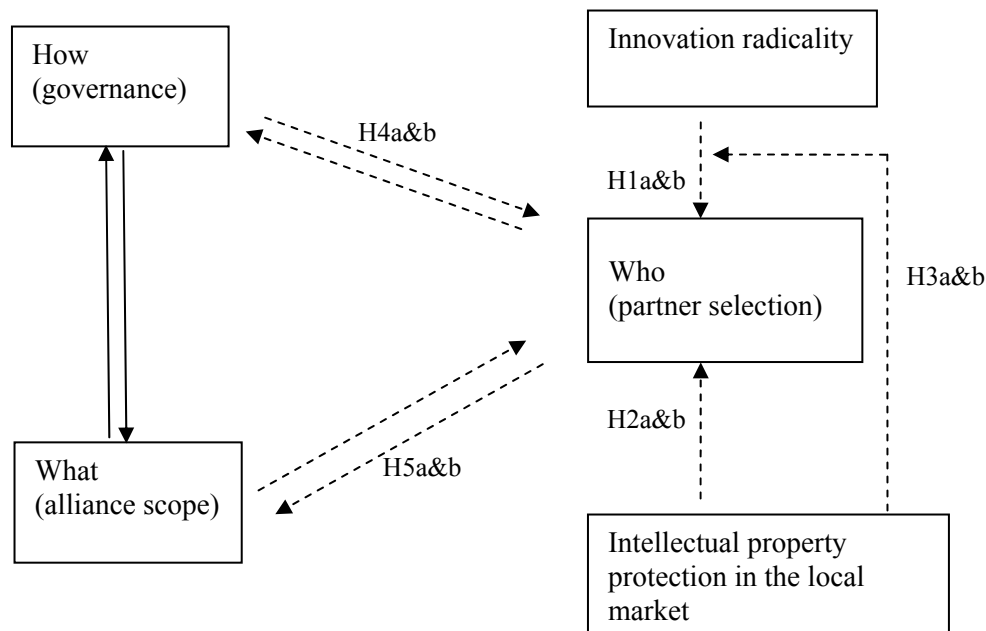 How
(governance)
Innovation radicality
H4a&b
H1a&b
Who
(partner selection)
H3a&b
H2a&b
What
(alliance scope)
H5a&b
Intellectual property
protection in the local
market